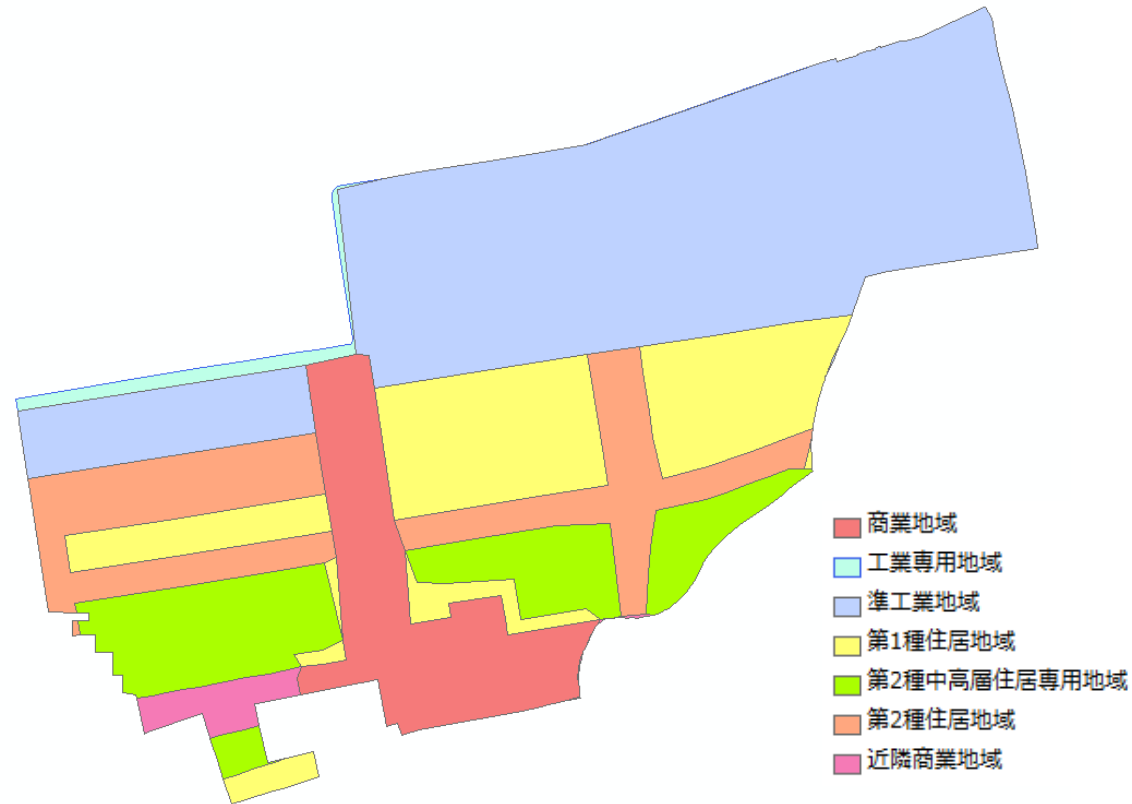 商業地域
工業専用地域
準工業地域
第1種住居地域
第2種中高層住居専用地域
第2種住居地域
近隣商業地域